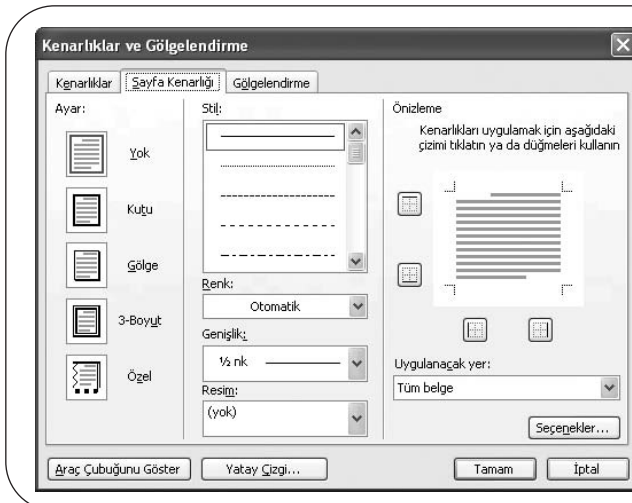 Kenarlıklar ve Gölgelendirme
Kenarlıklar
Sayfa Kenarlığı
Gölgelendirme
Ayar:
Yok
Kutu
Gölge
3-Boyut
Özel
Stil:
Renk:
Otomatik
Genişlik:
½ nk
Resim:
(yok)
Önizleme
Kenarlıkları uygulamak için aşağıdaki
çizimi tıklatın ya da düğmeleri kullanın
Uygulanacak yer:
Tüm belge
Seçenekler...
Araç Çubuğunu Göster
Yatay Çizgi...
Tamam
İptal